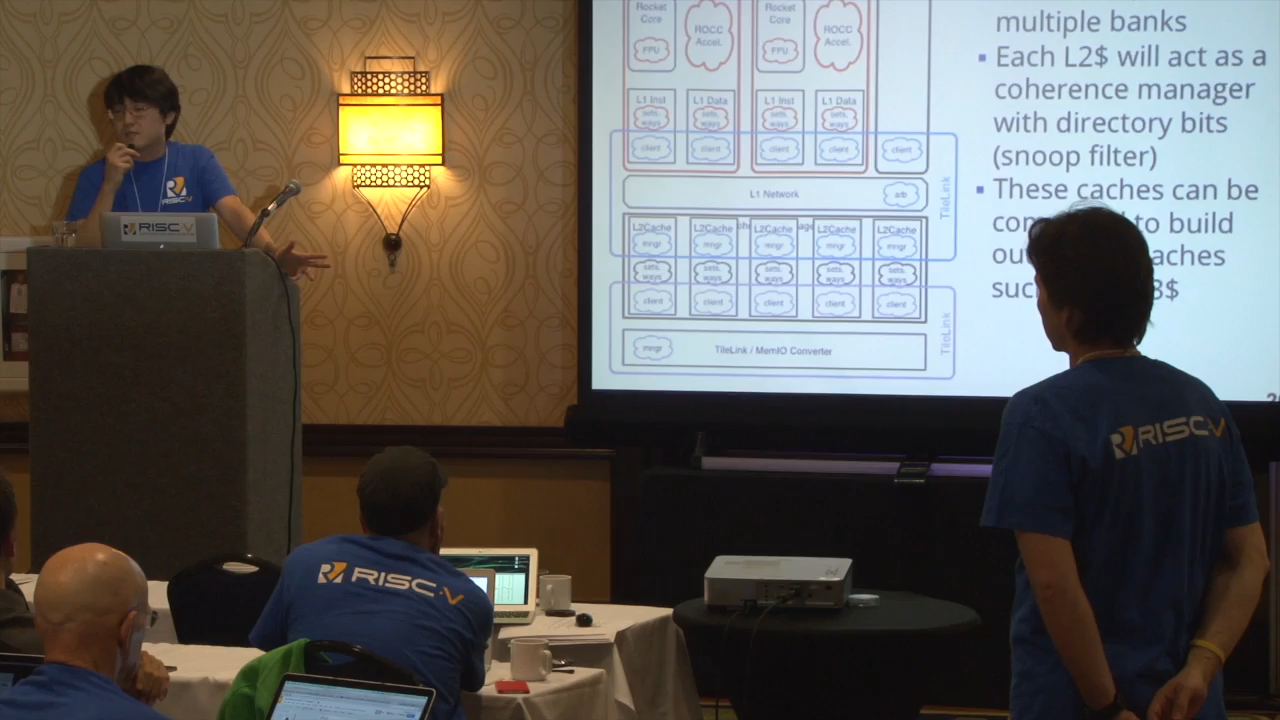 RISC-V
RISC-V
Rocket
Core
ROCC
Accel.
Rocket
Core
ROCC
Accel.
FPU
FPU
L1 Inst
L1 Data
L1 Inst
L1 Data
sets,
ways
sets,
ways
sets,
ways
sets,
ways
client
client
client
client
client
L1 Network
arb
TileLink
L2Cache
L2Cache
L2Cache
L2Cache
L2Cache
mngr
mngr
mngr
mngr
mngr
sets,
ways
sets,
ways
sets,
ways
sets,
ways
sets,
ways
client
client
client
client
client
TileLink
mngr
TileLink / MemIO Converter
multiple banks
Each L2$ will act as a
coherence manager
with directory bits
(snoop filter)
These caches can be
to build
RISC-V
RISC-V